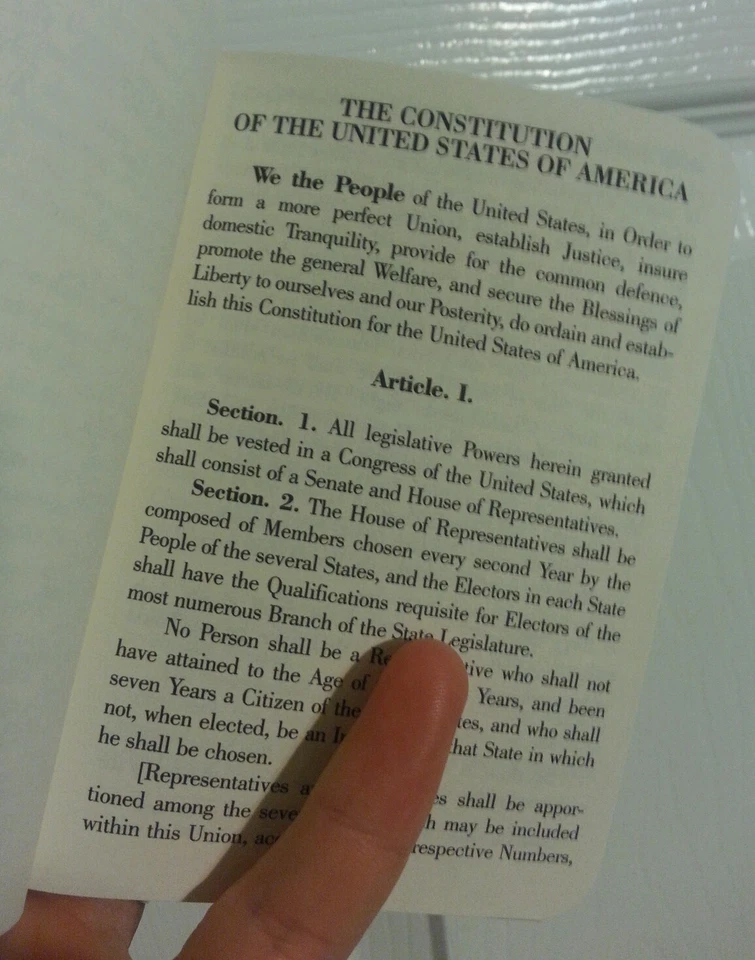 THE CONSTITUTION
OF THE UNITED STATES OF AMERICA
We the People of the United States, in Order to
form a more perfect Union, establish Justice, insure
domestic Tranquility, provide for the common defence,
promote the general Welfare, and secure the Blessings of
Liberty to ourselves and our Posterity, do ordain and estab-
lish this Constitution for the United States of America.
Article. I.
Section. 1. All legislative Powers herein granted
shall be vested in a Congress of the United States, which
shall consist of a Senate and House of Representatives.
Section. 2. The House of Representatives shall be
composed of Members chosen every second Year by the
People of the several States, and the Electors in each State
shall have the Qualifications requisite for Electors of the
most numerous Branch of the State Legislature.
No Person shall be a Re tive who shall not
have attained to the Age of Years, and been
seven Years a Citizen of the tes, and who shall
not, when elected, be an In hat State in which
he shall be chosen.
[Representatives a es shall be appor-
tioned among the seve h may be included
within this Union, acc respective Numbers,